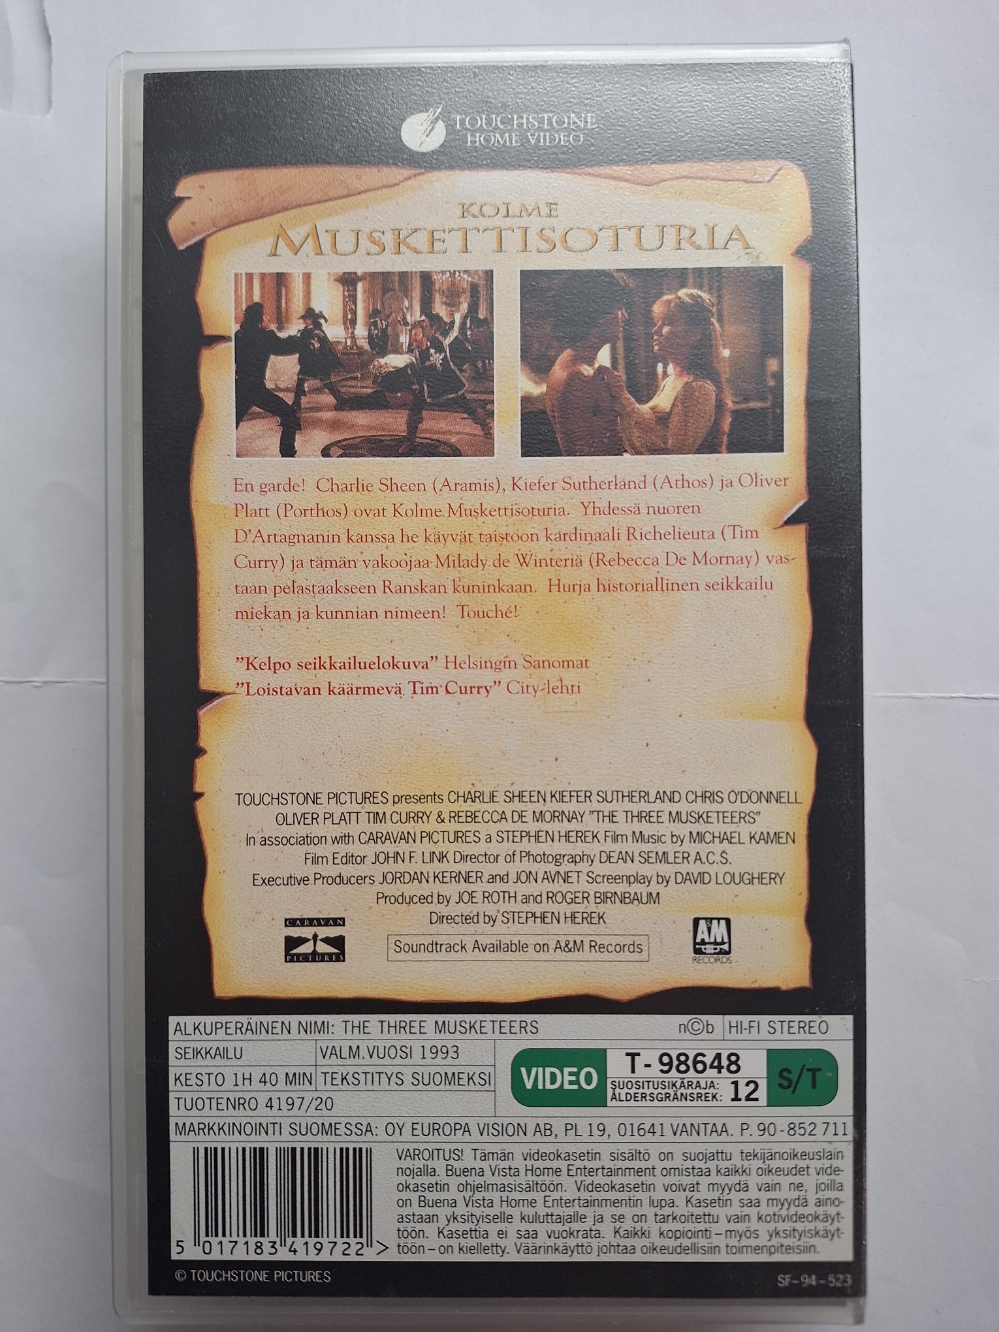 TOUCHSTONE
HOME VIDEO
KOLME
MUSKETTISOTURIA
En garde! Charlie Sheen (Aramis), Kiefer Sutherland (Athos) ja Oliver
Platt (Porthos) ovat Kolme Muskettisoturia. Yhdessä nuoren
D'Artagnanin kanssa he käyvät taistoon kardinaali Richelieuta (Tim
Curry) ja tämän vakoojaa Milady de Winteriä (Rebecca De Mornay) vas-
taan pelastaakseen Ranskan kuninkaan. Hurja historiallinen seikkailu
miekan ja kunnian nimeen! Touché!
"Kelpo seikkailuelokuva" Helsingin Sanomat
"Loistavan käärmevä Tim Curry" City-lehti
TOUCHSTONE PICTURES presents CHARLIE SHEEN KIEFER SUTHERLAND CHRIS O'DONNELL
OLIVER PLATT TIM CURRY & REBECCA DE MORNAY "THE THREE MUSKETEERS"
In association with CARAVAN PICTURES a STEPHEN HEREK Film Music by MICHAEL KAMEN
Film Editor JOHN F. LINK Director of Photography DEAN SEMLER A.C.S.
Executive Producers JORDAN KERNER and JON AVNET Screenplay by DAVID LOUGHERY
Produced by JOE ROTH and ROGER BIRNBAUM
Directed by STEPHEN HEREK
CARAVAN
PICTURES
Soundtrack Available on A&M Records
A&M
RECORDS
ALKUPERÄINEN NIMI: THE THREE MUSKETEERS n©b HI-FI STEREO
SEIKKAILU VALM.VUOSI 1993
KESTO 1H 40 MIN TEKSTITYS SUOMEKSI
TUOTENRO 4197/20
VIDEO T-98648 S/T
SUOSITUSIKÄRAJA:
ÅLDERSGRÄNSREK: 12
MARKKINOINTI SUOMESSA: OY EUROPA VISION AB, PL 19, 01641 VANTAA. P. 90-852 711
VAROITUS! Tämän videokasetin sisältö on suojattu tekijänoikeuslain
nojalla. Buena Vista Home Entertainment omistaa kaikki oikeudet vide-
okasetin ohjelmasisältöön. Videokasetin voivat myydä vain ne, joilla
on Buena Vista Home Entertainmentin lupa. Kasetin saa myydä aino-
astaan yksityiselle kuluttajalle ja se on tarkoitettu vain kotivideokäyt-
töön. Kasettia ei saa vuokrata. Kaikki kopiointi – myös yksityiskäyt-
töön – on kielletty. Väärinkäyttö johtaa oikeudellisiin toimenpiteisiin.
5 017183 419722 >
© TOUCHSTONE PICTURES
SF-94-523